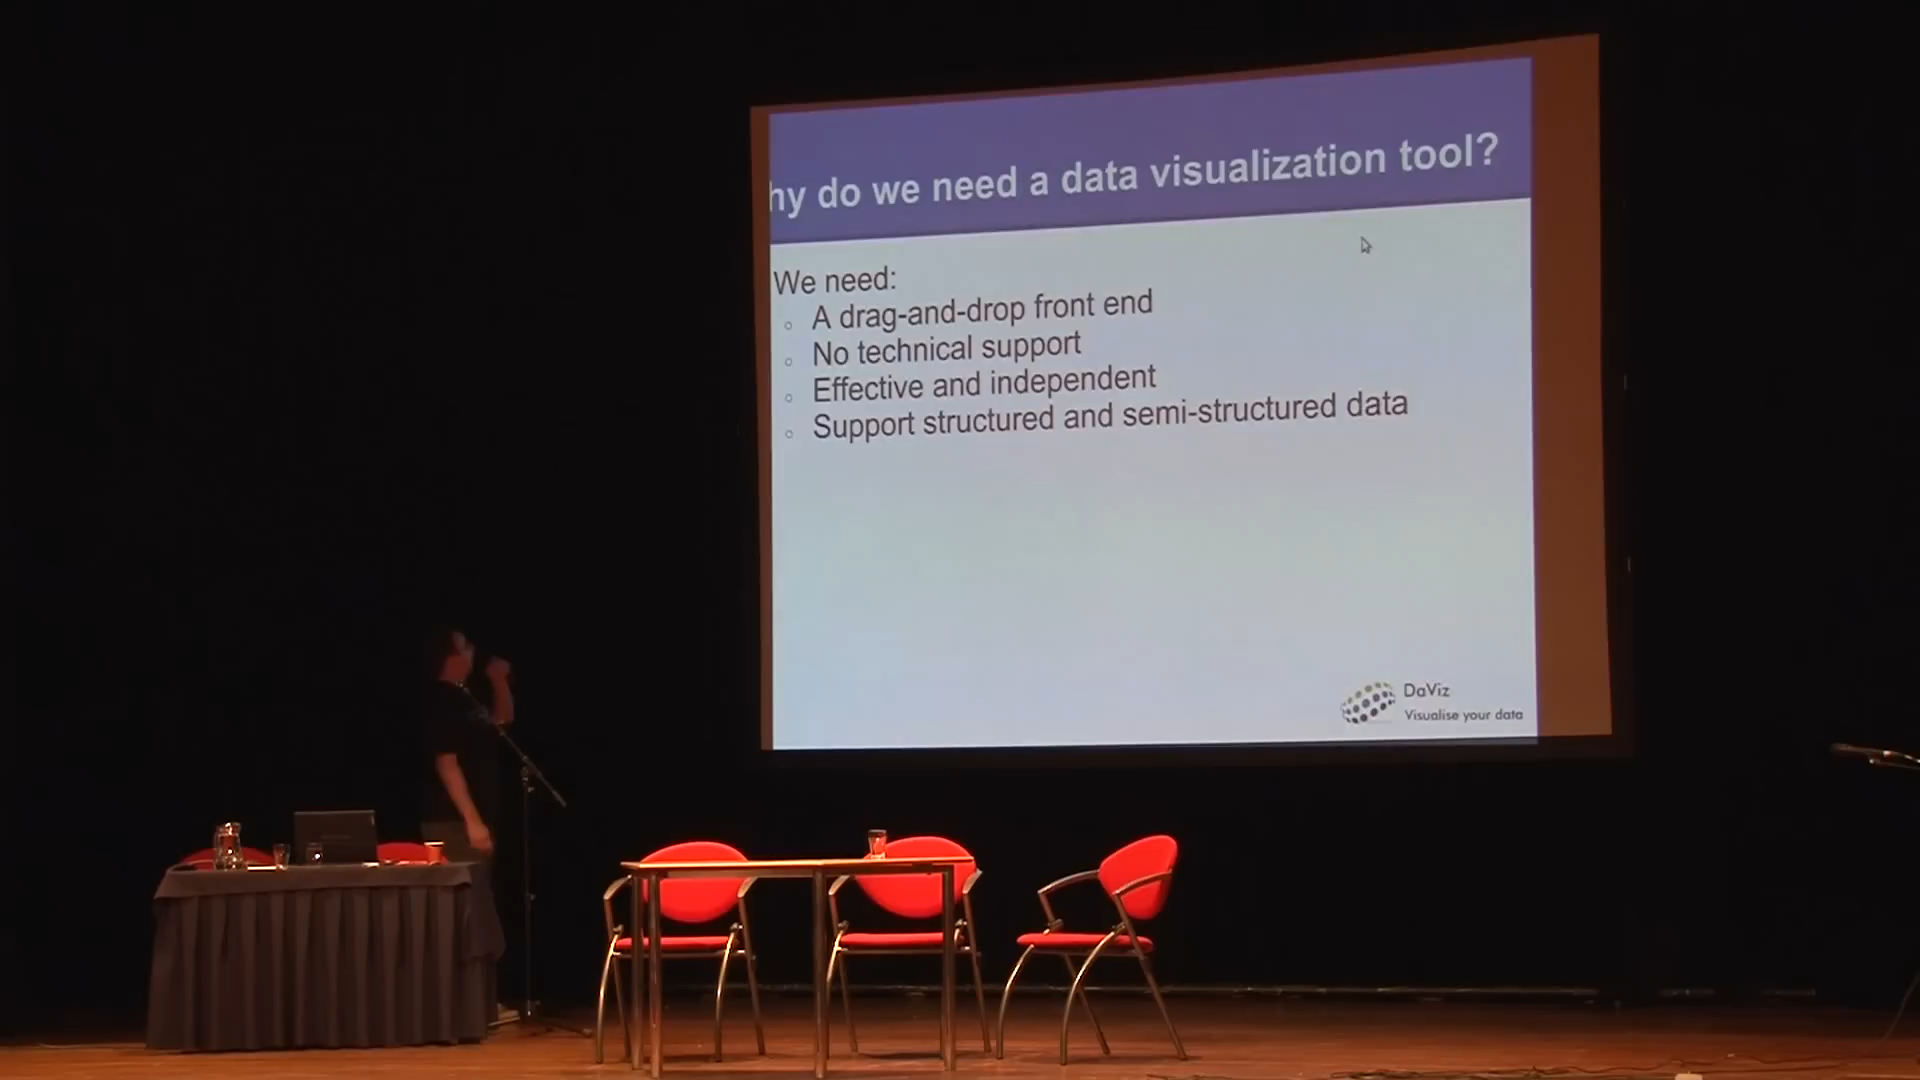 hy do we need a data visualization tool?
We need:
A drag-and-drop front end
No technical support
Effective and independent
Support structured and semi-structured data
DaViz
Visualise your data